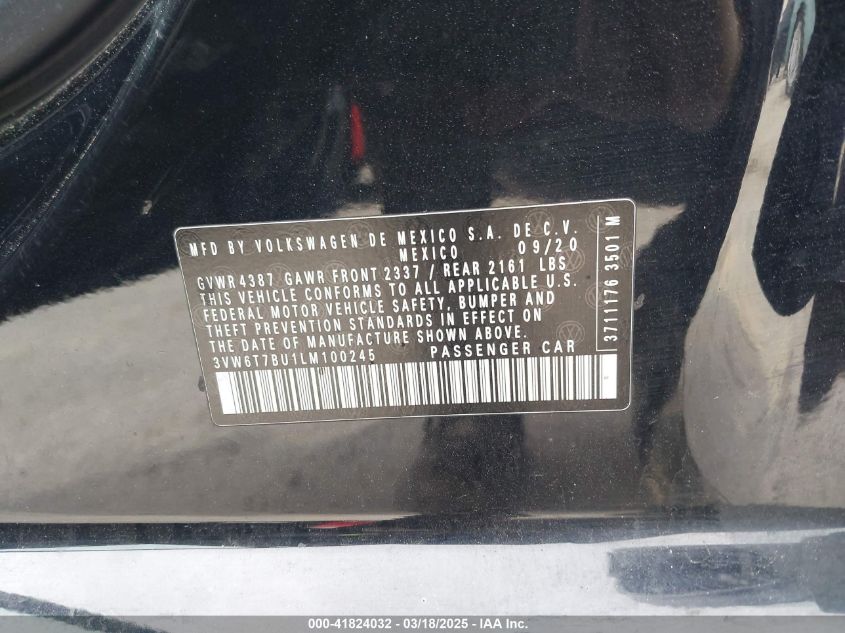 MFD BY VOLKSWAGEN DE MEXICO S.A. DE C.V.
MEXICO 09/20
GVWR 4387 GAWR FRONT 2337 / REAR 2161 LBS
THIS VEHICLE CONFORMS TO ALL APPLICABLE U.S.
FEDERAL MOTOR VEHICLE SAFETY, BUMPER AND
THEFT PREVENTION STANDARDS IN EFFECT ON
THE DATE OF MANUFACTURE SHOWN ABOVE.
3VW6T7BU1LM100245 PASSENGER CAR
3711176 3501 M
000-41824032 - 03/18/2025 - IAA Inc.